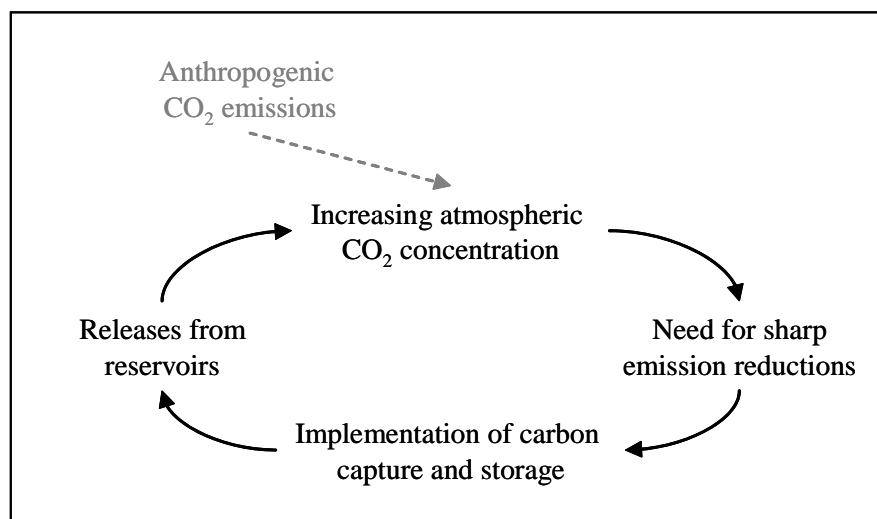 Anthropogenic
CO₂ emissions
Increasing atmospheric
CO₂ concentration
Releases from
reservoirs
Need for sharp
emission reductions
Implementation of carbon
capture and storage